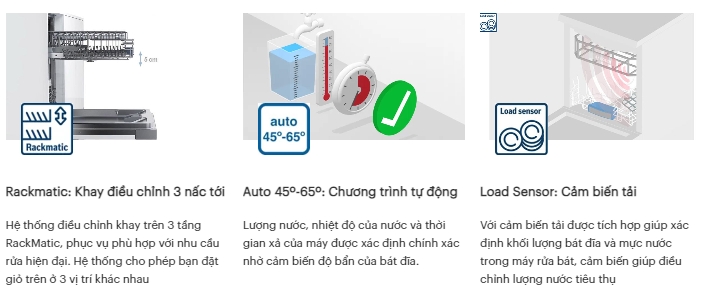 Load sensor
5 cm
Rackmatic
auto
45º-65º
Load sensor
Rackmatic: Khay điều chỉnh 3 nấc tới
Hệ thống điều chỉnh khay trên 3 tầng
RackMatic, phục vụ phù hợp với nhu cầu
rửa hiện đại. Hệ thống cho phép bạn đặt
giỏ trên ở 3 vị trí khác nhau
Auto 45º-65º: Chương trình tự động
Lượng nước, nhiệt độ của nước và thời
gian xả của máy được xác định chính xác
nhờ cảm biến độ bẩn của bát đĩa.
Load Sensor: Cảm biến tải
Với cảm biến tải được tích hợp giúp xác
định khối lượng bát đĩa và mực nước
trong máy rửa bát, cảm biến giúp điều
chỉnh lượng nước tiêu thụ